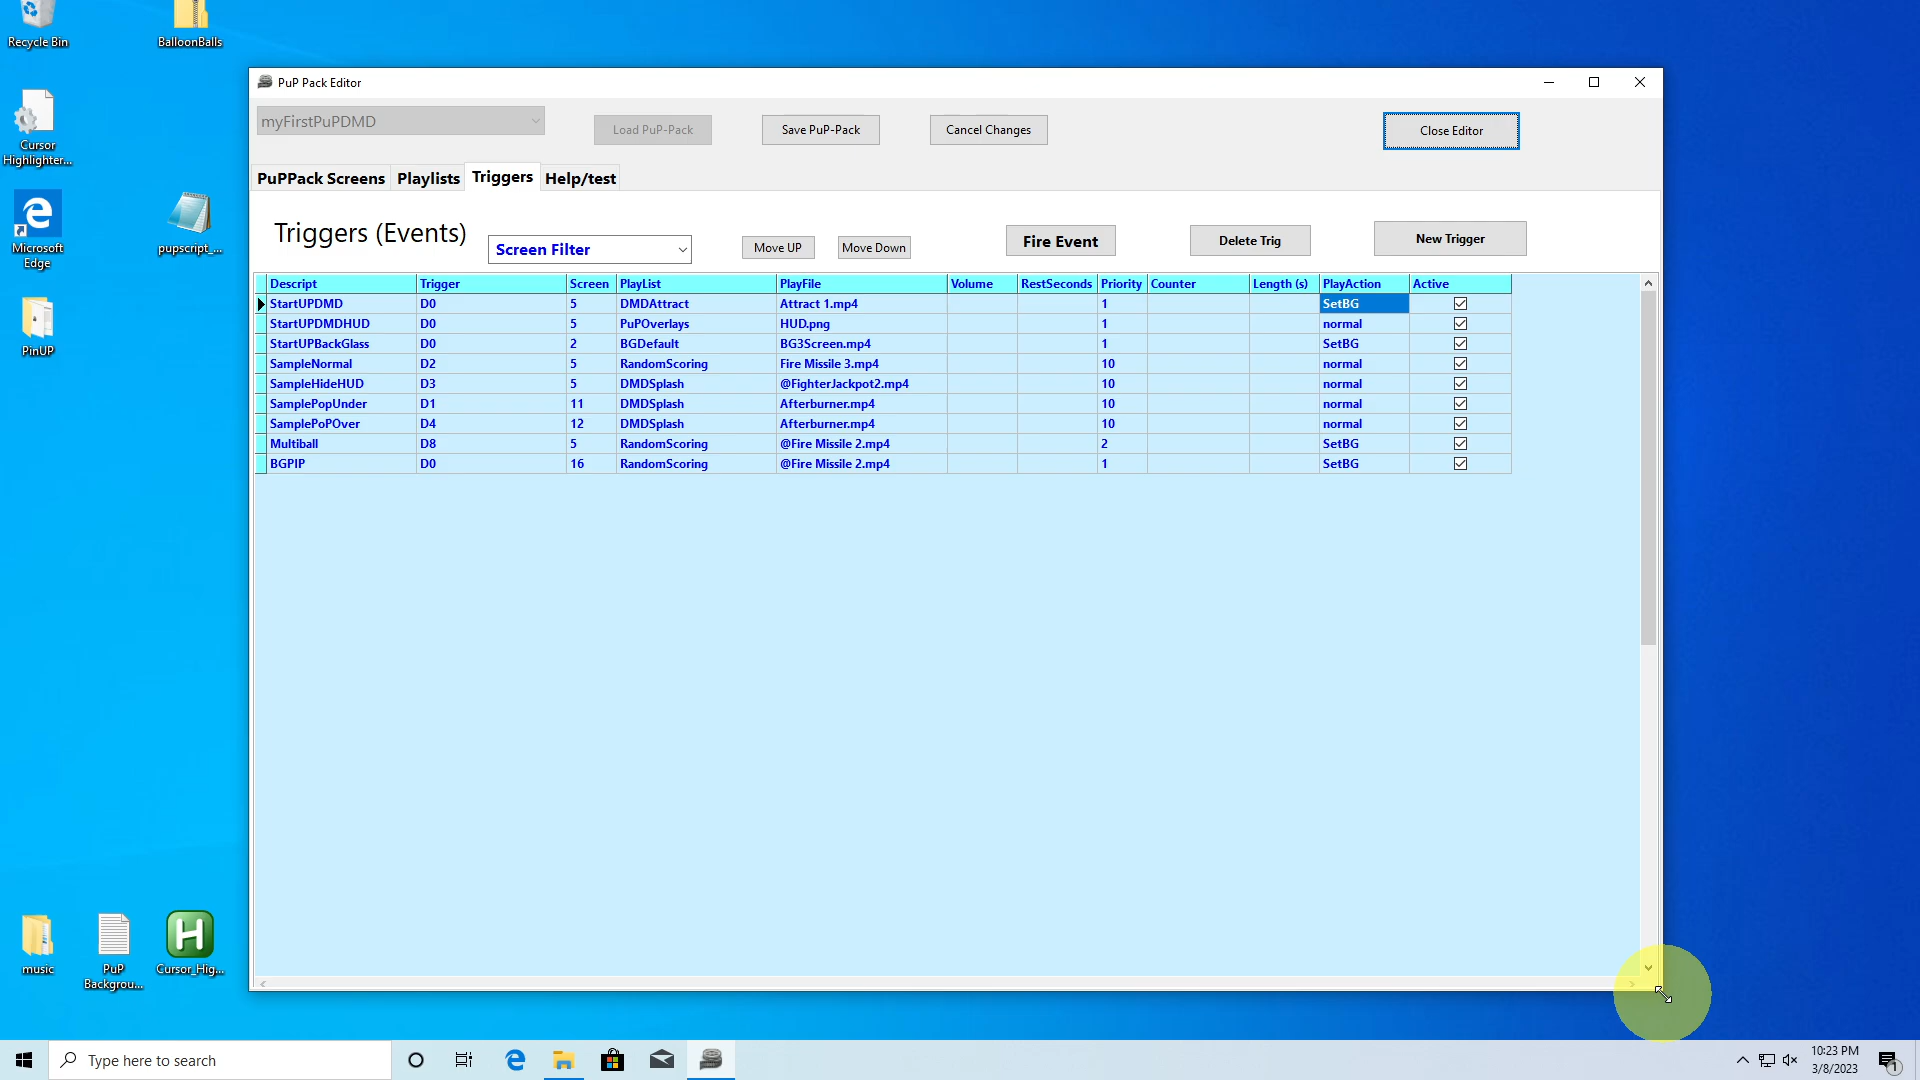 Recycle Bin
BalloonBalls
Cursor
Highlighter...
Microsoft
Edge
pupscript_...
PinUP
music
PuP
Backgrou...
Cursor_Hig...
PuP Pack Editor
myFirstPuPDMD
Load PuP-Pack
Save PuP-Pack
Cancel Changes
Close Editor
PuPPack Screens Playlists Triggers Help/test
Triggers (Events)
Screen Filter
Move UP
Move Down
Fire Event
Delete Trig
New Trigger
Descript Trigger Screen PlayList PlayFile Volume RestSeconds Priority Counter Length (s) PlayAction Active
StartUPDMD D0 5 DMDAttract Attract 1.mp4 1 SetBG
StartUPDMDHUD D0 5 PuPOverlays HUD.png 1 normal
StartUPBackGlass D0 2 BGDefault BG3Screen.mp4 1 SetBG
SampleNormal D2 5 RandomScoring Fire Missile 3.mp4 10 normal
SampleHideHUD D3 5 DMDSplash @FighterJackpot2.mp4 10 normal
SamplePopUnder D1 11 DMDSplash Afterburner.mp4 10 normal
SamplePoPOver D4 12 DMDSplash Afterburner.mp4 10 normal
Multiball D8 5 RandomScoring @Fire Missile 2.mp4 2 SetBG
BGPIP D0 16 RandomScoring @Fire Missile 2.mp4 1 SetBG
Type here to search
10:23 PM
3/8/2023
1